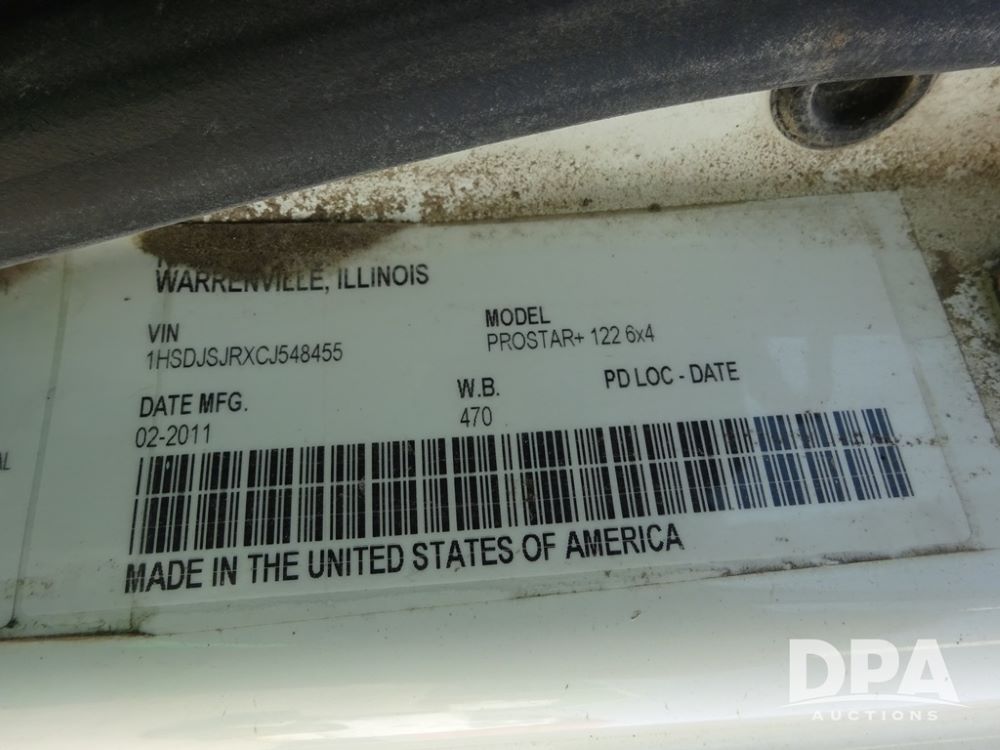 WARRENVILLE, ILLINOIS
VIN
1HSDJSJRXCJ548455
MODEL
PROSTAR+ 122 6x4
DATE MFG.
02-2011
W.B.
470
PD LOC - DATE
MADE IN THE UNITED STATES OF AMERICA
AL
DPA
AUCTIONS